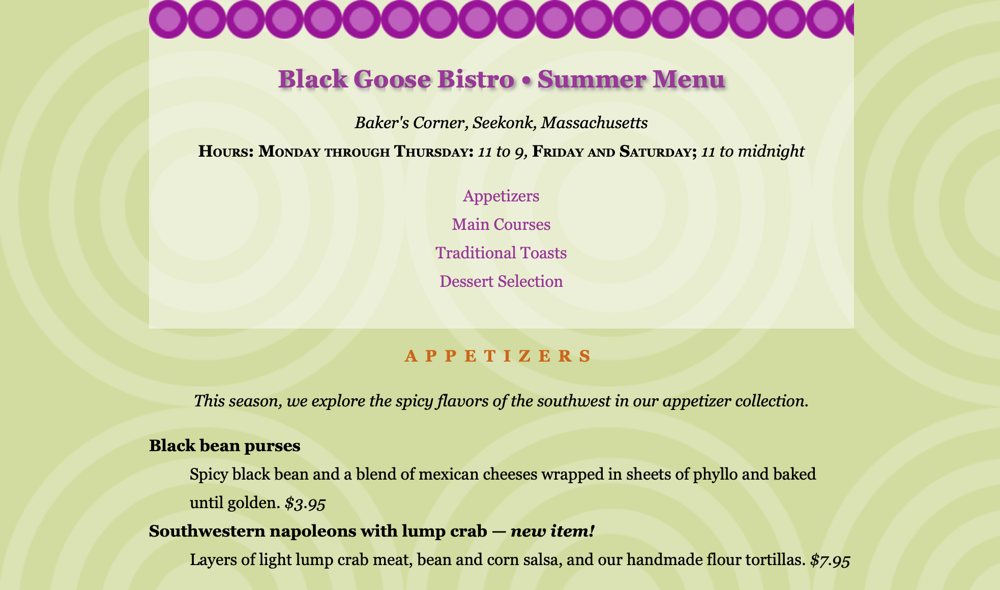 Black Goose Bistro • Summer Menu
Baker's Corner, Seekonk, Massachusetts
Hours: Monday through Thursday: 11 to 9, Friday and Saturday; 11 to midnight
Appetizers
Main Courses
Traditional Toasts
Dessert Selection
APPETIZERS
This season, we explore the spicy flavors of the southwest in our appetizer collection.
Black bean purses
Spicy black bean and a blend of mexican cheeses wrapped in sheets of phyllo and baked
until golden. $3.95
Southwestern napoleons with lump crab — new item!
Layers of light lump crab meat, bean and corn salsa, and our handmade flour tortillas. $7.95